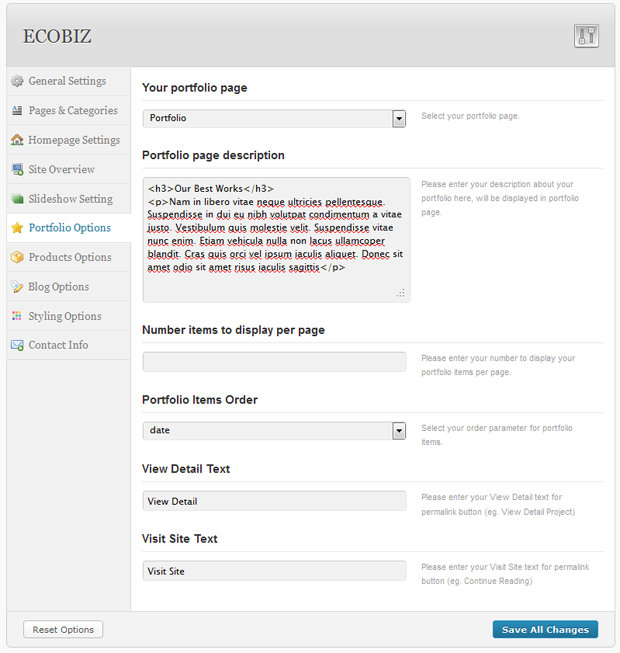 ECOBIZ
General Settings
Pages & Categories
Homepage Settings
Site Overview
Slideshow Setting
Portfolio Options
Products Options
Blog Options
Styling Options
Contact Info
Your portfolio page
Portfolio
Select your portfolio page.
Portfolio page description
<h3>Our Best Works</h3>
<p>Nam in libero vitae neque ultricies pellentesque.
Suspendisse in dui eu nibh volutpat condimentum a vitae
justo. Vestibulum quis molestie velit. Suspendisse vitae
nunc enim. Etiam vehicula nulla non lacus ullamcoper
blandit. Cras quis orci vel ipsum iaculis aliquet. Donec sit
amet odio sit amet risus iaculis sagittis</p>
Please enter your description about your
portfolio here, will be displayed in portfolio
page.
Number items to display per page
Please enter your number to display your
portfolio items per page.
Portfolio Items Order
date
Select your order parameter for portfolio
items.
View Detail Text
View Detail
Please enter your View Detail text for
permalink button (eg. View Detail Project)
Visit Site Text
Visit Site
Please enter your Visit Site text for permalink
button (eg. Continue Reading)
Reset Options
Save All Changes